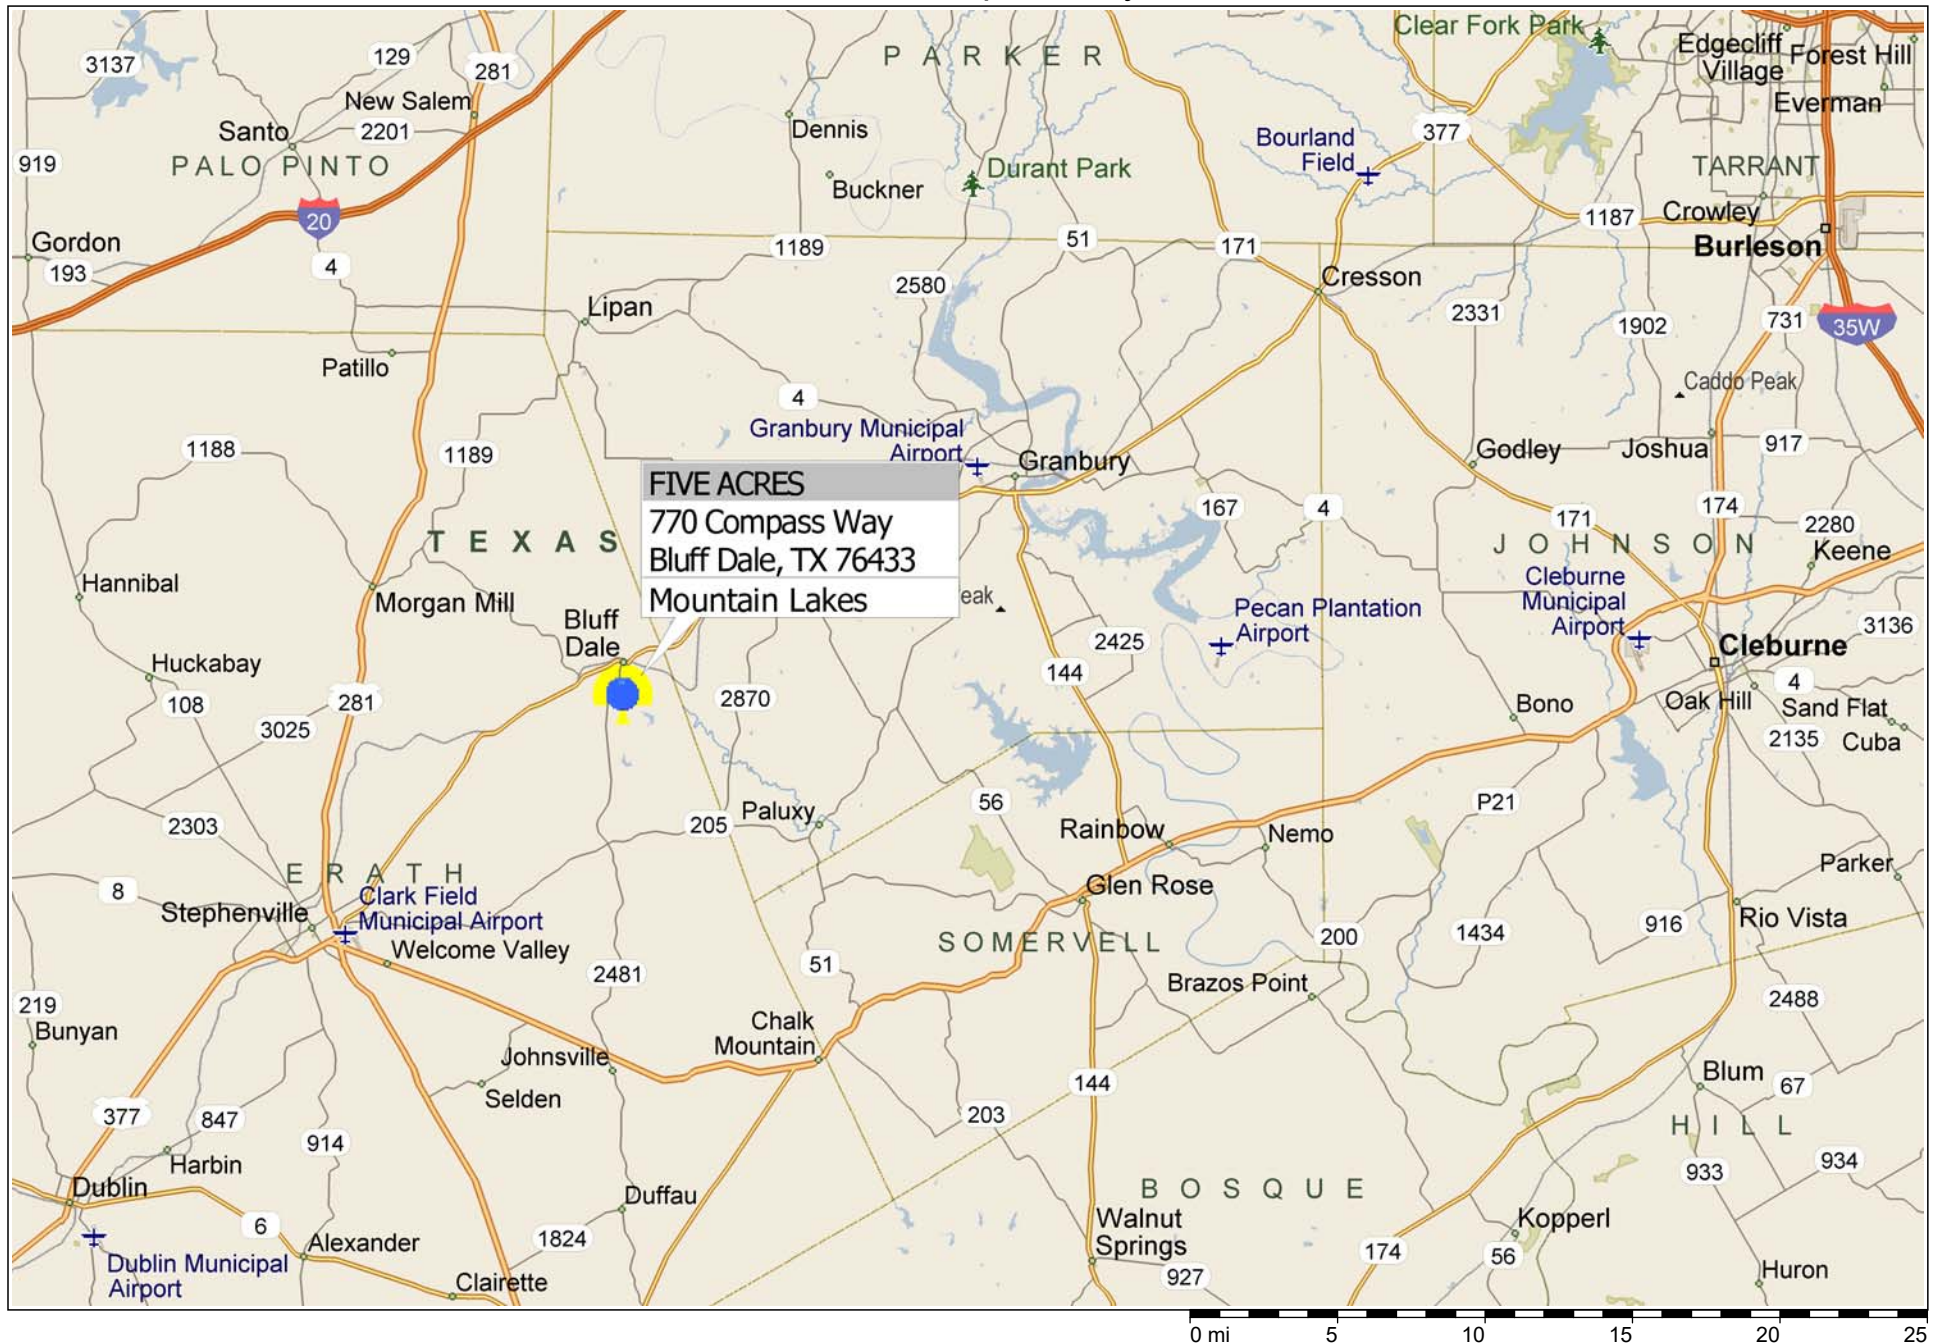 Clear Fork Park
PARKER
Edgecliff
Village
Forest Hill
3137
129
281
New Salem
Everman
Santo
2201
Dennis
377
Bourland
Field
919
PALO PINTO
Durant Park
TARRANT
Buckner
20
1187
Crowley
Gordon
193
4
1189
51
171
Burleson
2580
Cresson
Lipan
2331
1902
731
35W
Patillo
Caddo Peak
4
Granbury Municipal
Airport
1188
1189
Granbury
Godley
Joshua
917
FIVE ACRES
770 Compass Way
Bluff Dale, TX 76433
Mountain Lakes
167
4
171
174
2280
TEXAS
JOHNSON
Keene
Hannibal
Morgan Mill
eak
Cleburne
Municipal
Airport
Bluff
Dale
Pecan Plantation
Airport
2425
3136
Cleburne
Huckabay
144
4
108
281
2870
Bono
Oak Hill
Sand Flat
3025
2135
Cuba
2303
205
Paluxy
56
P21
Rainbow
Nemo
ERATH
Parker
8
Clark Field
Municipal Airport
Glen Rose
Stephenville
SOMERVELL
200
1434
916
Rio Vista
Welcome Valley
51
2481
Brazos Point
219
2488
Bunyan
Chalk
Mountain
Johnsville
Selden
144
Blum
67
377
847
203
HILL
914
Harbin
933
934
Dublin
Duffau
BOSQUE
6
Walnut
Springs
Kopperl
1824
Alexander
174
56
Dublin Municipal
Airport
Clairette
927
Huron
0 mi
5
10
15
20
25